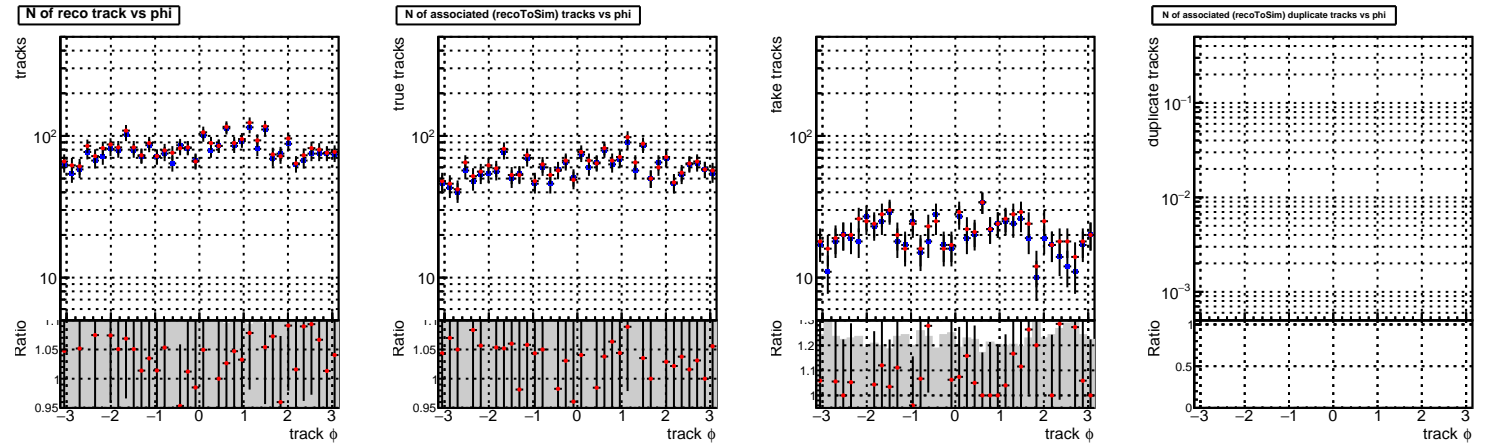 N of reco track vs phi
tracks
10²
10
Ratio
1.1
1.05
1
0.95
−3 −2 −1 0 1 2 3
track ϕ
N of associated (recoToSim) tracks vs phi
true tracks
10²
10
Ratio
1.1
1.05
1
0.95
−3 −2 −1 0 1 2 3
track ϕ
fake tracks
10²
10
Ratio
1.3
1.2
1.1
1
−3 −2 −1 0 1 2 3
track ϕ
N of associated (recoToSim) duplicate tracks vs phi
duplicate tracks
10⁻¹
10⁻²
10⁻³
Ratio
1
0.5
0
−3 −2 −1 0 1 2 3
track ϕ